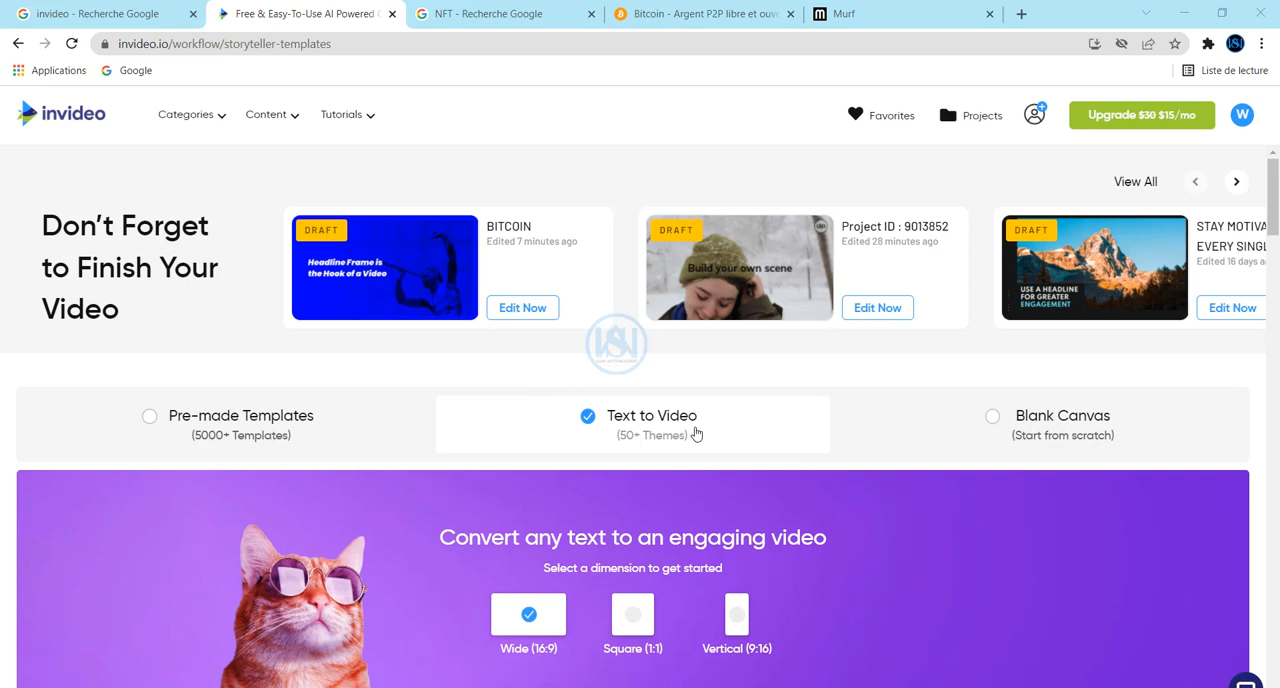 invideo - Recherche Google
Free & Easy-To-Use AI Powered
NFT - Recherche Google
Bitcoin - Argent P2P libre et ouve
Murf
invideo.io/workflow/storyteller-templates
Applications
Google
Liste de lecture
invideo
Categories
Content
Tutorials
Favorites
Projects
Upgrade $30 $15/mo
W
View All
Don't Forget
to Finish Your
Video
DRAFT
Headline Frame is
the Hook of a Video
BITCOIN
Edited 7 minutes ago
Edit Now
DRAFT
Build your own scene
Project ID : 9013852
Edited 28 minutes ago
Edit Now
DRAFT
USE A HEADLINE
FOR GREATER
ENGAGEMENT
STAY MOTIVA
EVERY SINGL
Edited 16 days a
Edit Now
Pre-made Templates
(5000+ Templates)
Text to Video
(50+ Themes)
Blank Canvas
(Start from scratch)
Convert any text to an engaging video
Select a dimension to get started
Wide (16:9)
Square (1:1)
Vertical (9:16)